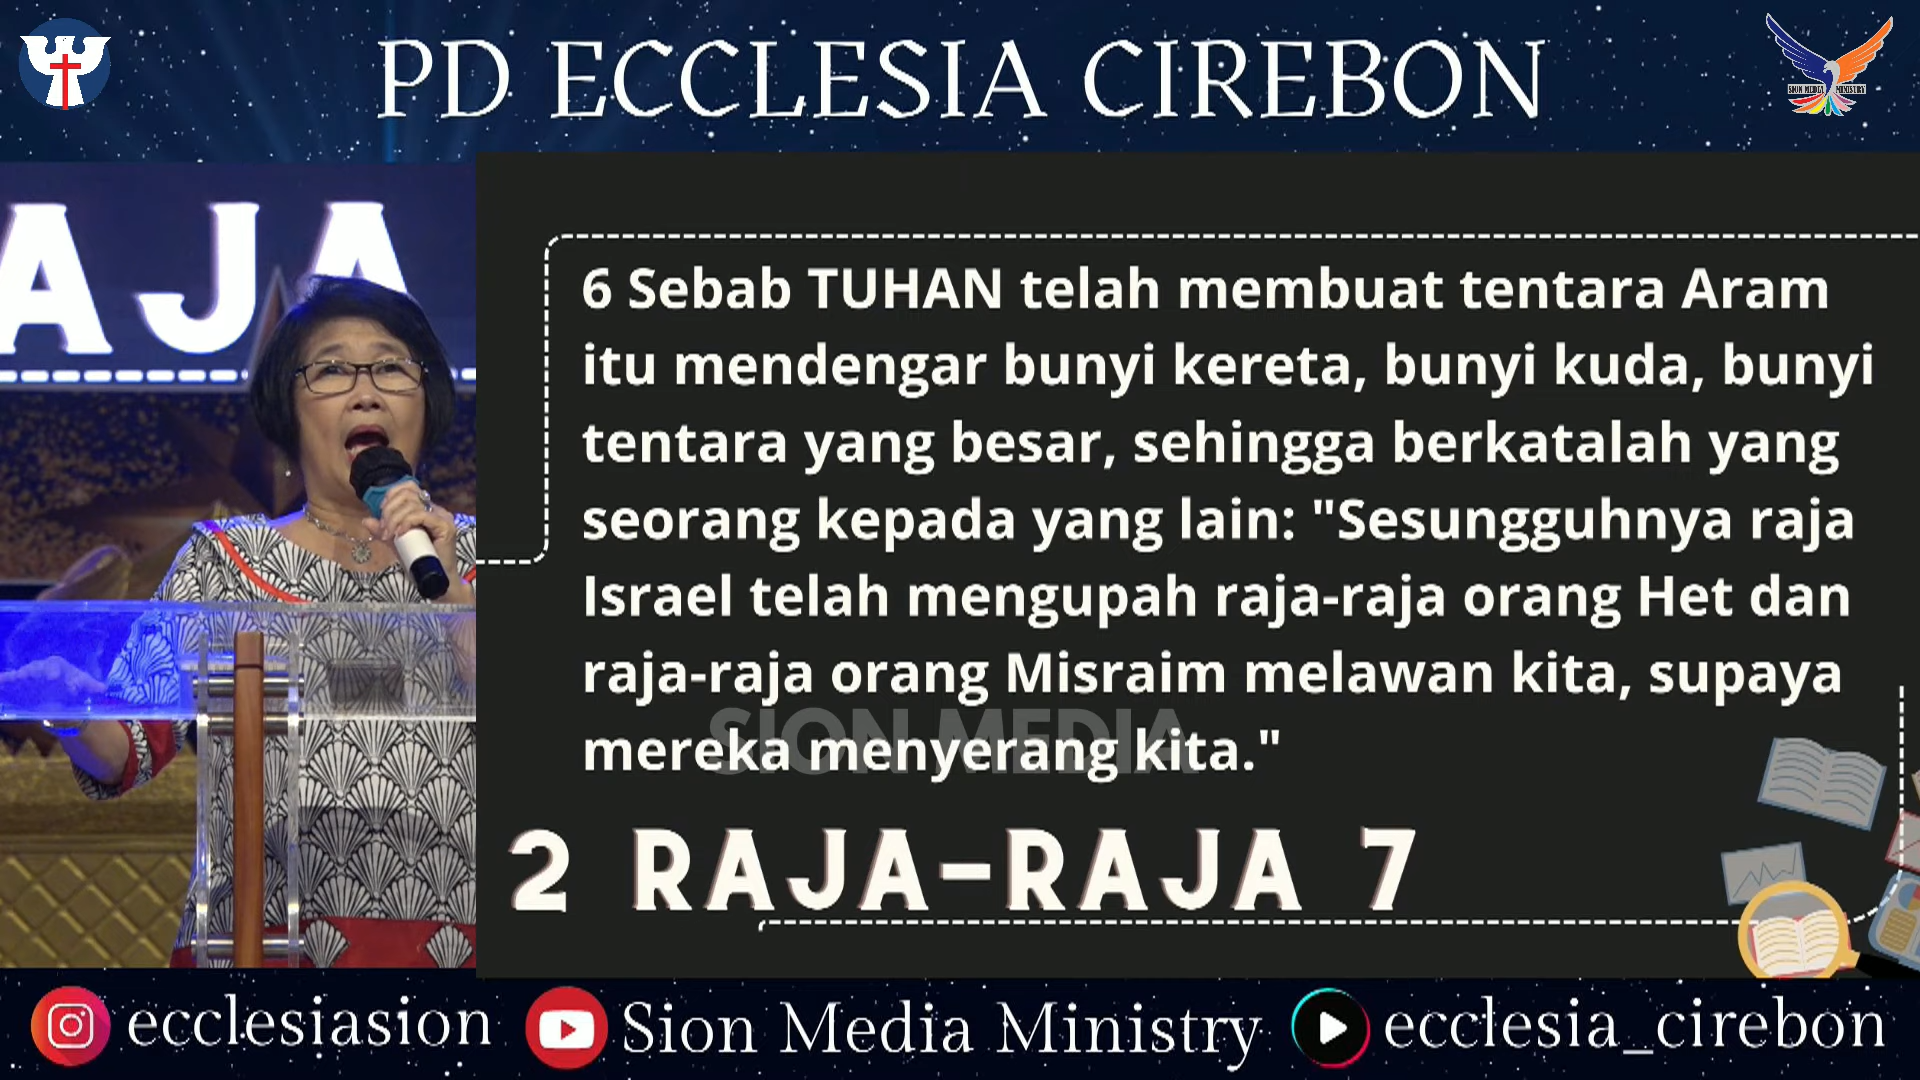 PD ECCLESIA CIREBON
SION MEDIA MINISTRY
AJA
6 Sebab TUHAN telah membuat tentara Aram
itu mendengar bunyi kereta, bunyi kuda, bunyi
tentara yang besar, sehingga berkatalah yang
seorang kepada yang lain: "Sesungguhnya raja
Israel telah mengupah raja-raja orang Het dan
raja-raja orang Misraim melawan kita, supaya
mereka menyerang kita."
SION MEDIA
2 RAJA-RAJA 7
ecclesiasion
Sion Media Ministry
ecclesia_cirebon